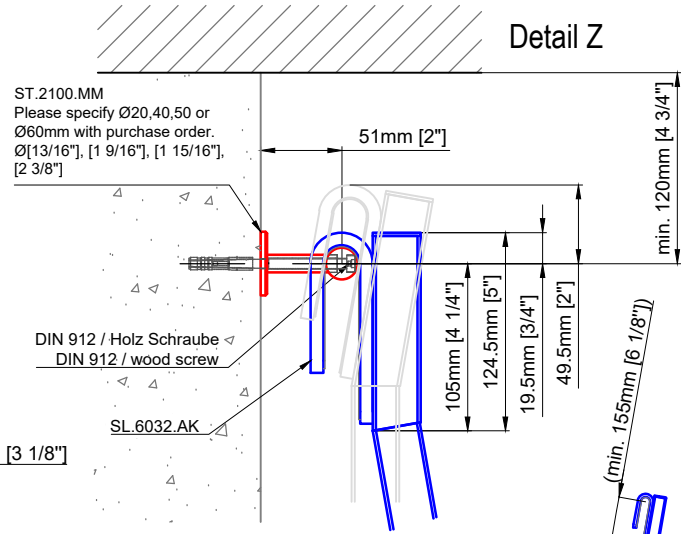 Detail Z
ST.2100.MM
Please specify Ø20,40,50 or
Ø60mm with purchase order.
Ø[13/16"], [1 9/16"], [1 15/16"],
[2 3/8"]
51mm [2"]
min. 120mm [4 3/4"]
DIN 912 / Holz Schraube
DIN 912 / wood screw
SL.6032.AK
105mm [4 1/4"]
124.5mm [5"]
19.5mm [3/4"]
49.5mm [2"]
(min. 155mm [6 1/8"])
[3 1/8"]